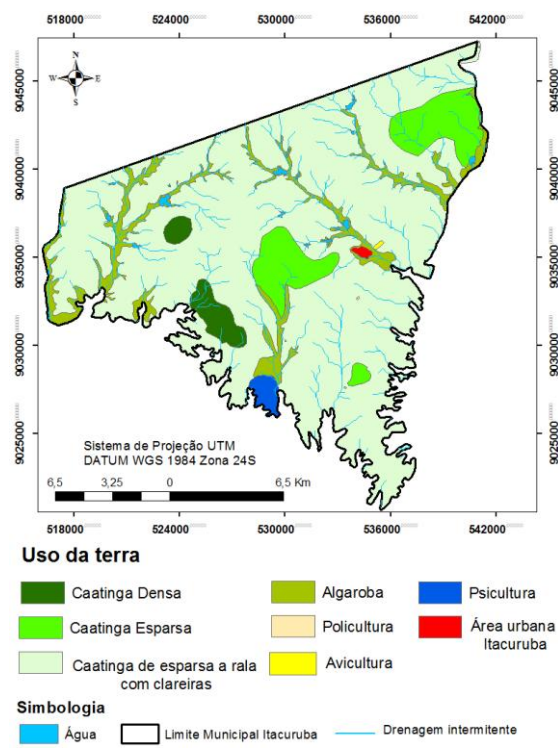 518000 524000 530000 536000 542000
9045000 9045000
N
W E
S
9040000 9040000
9035000 9035000
9030000 9030000
9025000 9025000
Sistema de Projeção UTM
DATUM WGS 1984 Zona 24S
6,5 3,25 0 6,5 Km
518000 524000 530000 536000 542000
Uso da terra
Caatinga Densa Algaroba Psicultura
Caatinga Esparsa Policultura Área urbana
Itacuruba
Caatinga de esparsa a rala
com clareiras Avicultura
Simbologia
Água Limite Municipal Itacuruba Drenagem intermitente